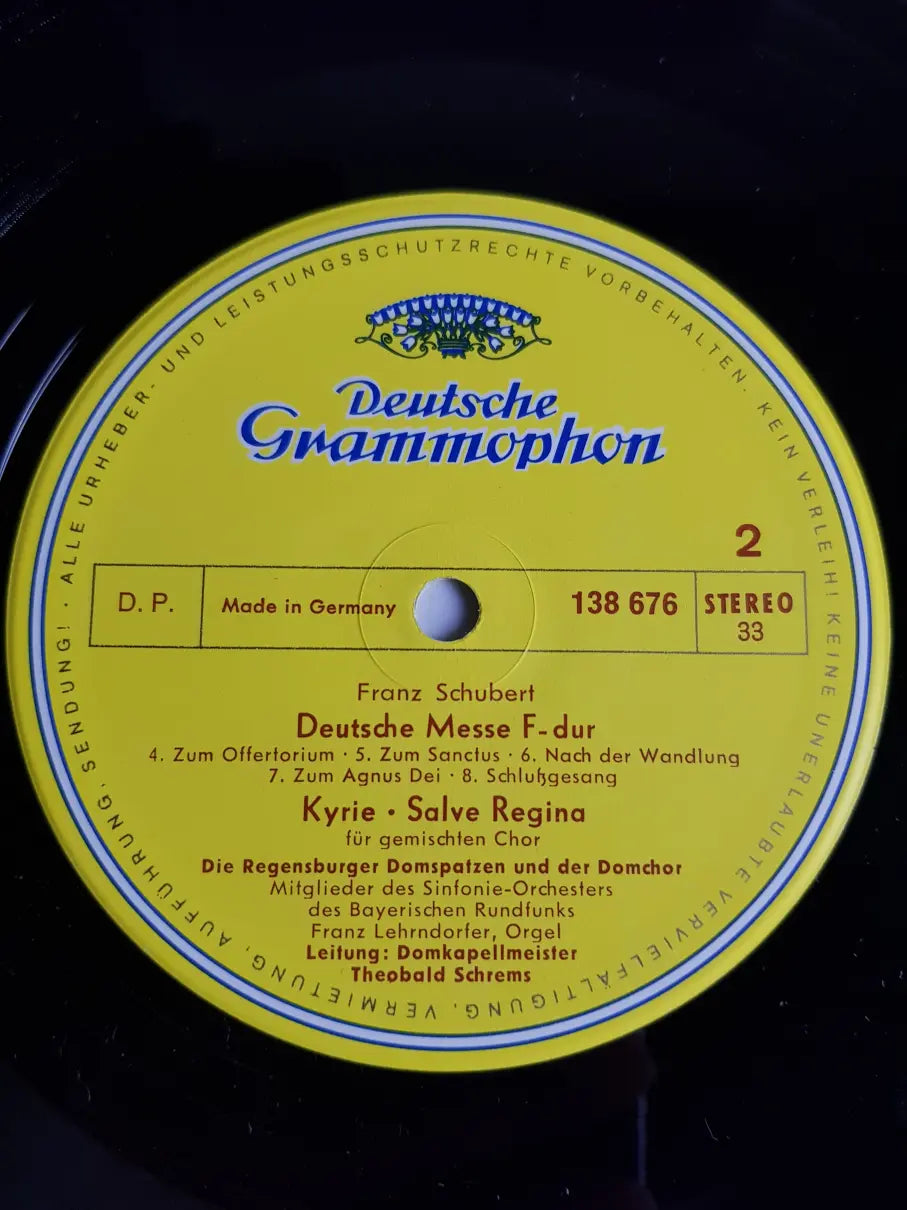 ALLE URHEBER- UND LEISTUNGSSCHUTZRECHTE VORBEHALTEN. KEIN VERLEIH! KEINE UNERLAUBTE VERVIELFÄLTIGUNG, VERMIETUNG, AUFFÜHRUNG, SENDUNG!
Deutsche
Grammophon
2
D. P. Made in Germany 138 676 STEREO
33
Franz Schubert
Deutsche Messe F-dur
4. Zum Offertorium · 5. Zum Sanctus · 6. Nach der Wandlung
7. Zum Agnus Dei · 8. Schlußgesang
Kyrie · Salve Regina
für gemischten Chor
Die Regensburger Domspatzen und der Domchor
Mitglieder des Sinfonie-Orchesters
des Bayerischen Rundfunks
Franz Lehrndorfer, Orgel
Leitung: Domkapellmeister
Theobald Schrems